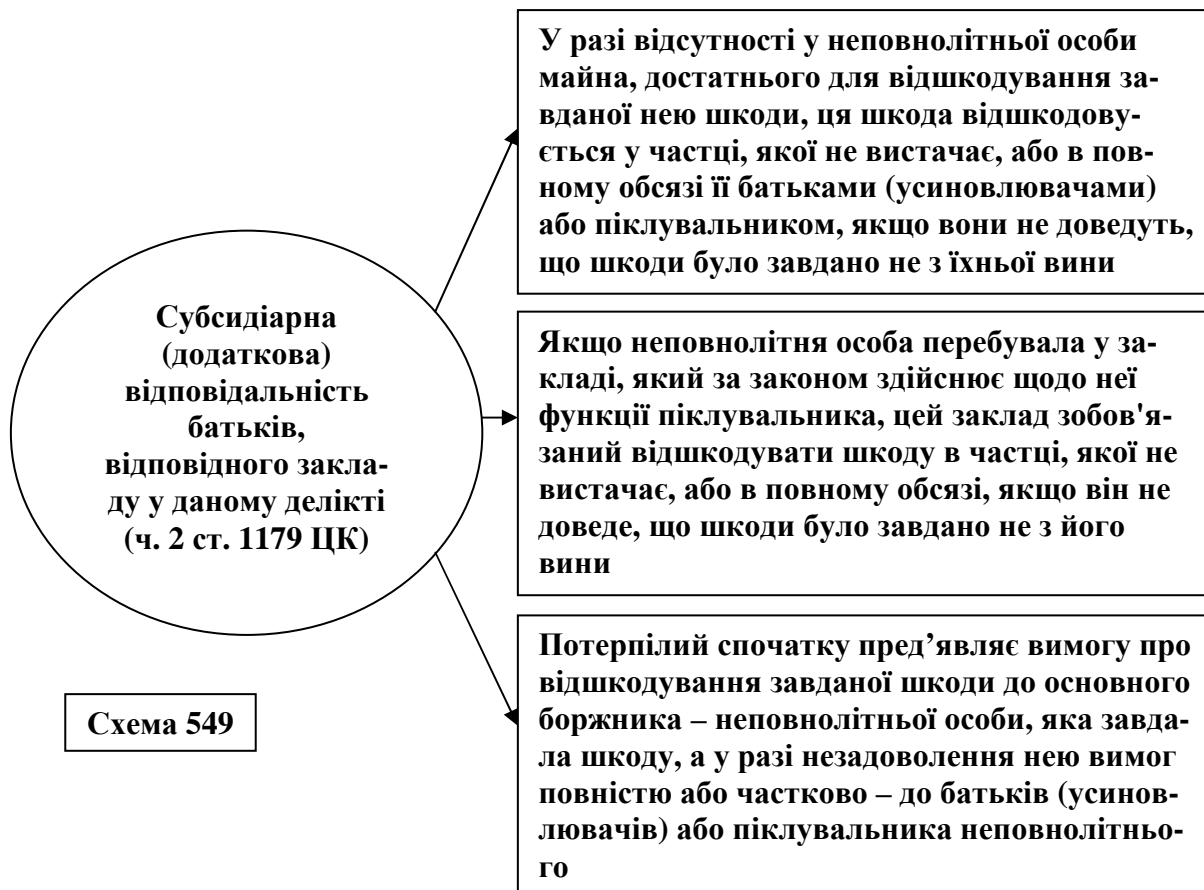 У разі відсутності у неповнолітньої особи
майна, достатнього для відшкодування за-
вданої нею шкоди, ця шкода відшкодову-
ється у частці, якої не вистачає, або в пов-
ному обсязі її батьками (усиновлювачами)
або піклувальником, якщо вони не доведуть,
що шкоди було завдано не з їхньої вини
Субсидіарна
(додаткова)
відповідальність
батьків,
відповідного закла-
ду у даному делікті
(ч. 2 ст. 1179 ЦК)
Якщо неповнолітня особа перебувала у за-
кладі, який за законом здійснює щодо неї
функції піклувальника, цей заклад зобов'я-
заний відшкодувати шкоду в частці, якої не
вистачає, або в повному обсязі, якщо він не
доведе, що шкоди було завдано не з його
вини
Потерпілий спочатку пред’являє вимогу про
відшкодування завданої шкоди до основного
боржника – неповнолітньої особи, яка завда-
ла шкоду, а у разі незадоволення нею вимог
повністю або частково – до батьків (усинов-
лювачів) або піклувальника неповнолітньо-
го
Схема 549